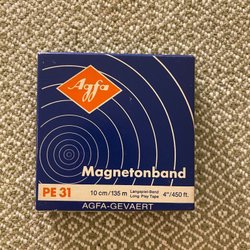 Agfa
Magnetonband
PE 31
10 cm/135 m
Langspiel-Band
Long Play Tape
4"/450 ft.
AGFA-GEVAERT